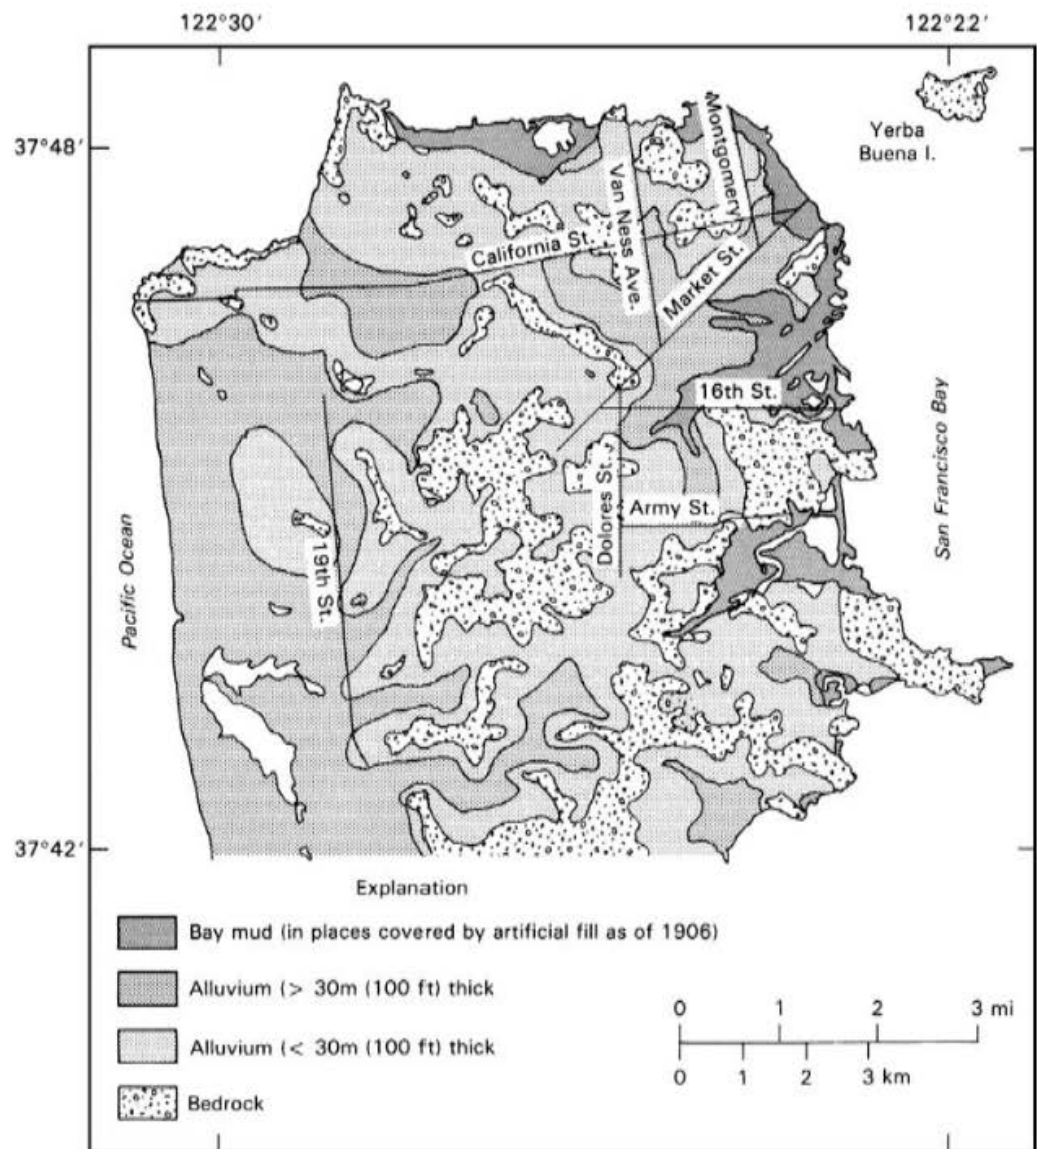 122°30′
122°22′
37°48′
Yerba
Buena I.
Montgomery
Van Ness Ave.
California St.
Market St.
16th St.
San Francisco Bay
Dolores St.
Army St.
19th St.
Pacific Ocean
37°42′
Explanation
Bay mud (in places covered by artificial fill as of 1906)
Alluvium (> 30m (100 ft) thick
Alluvium (< 30m (100 ft) thick
Bedrock
0 1 2 3 mi
0 1 2 3 km